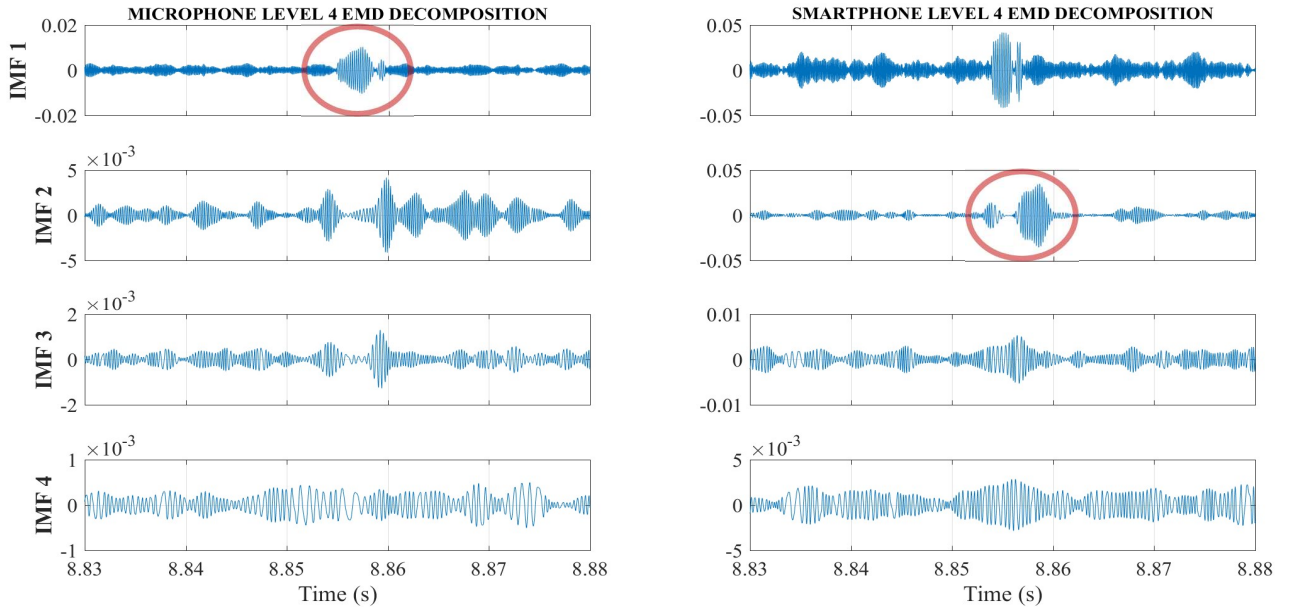 MICROPHONE LEVEL 4 EMD DECOMPOSITION
IMF 1
0.02
0
-0.02
×10-3
IMF 2
5
0
-5
×10-3
IMF 3
2
0
-2
×10-3
IMF 4
1
0
-1
8.83 8.84 8.85 8.86 8.87 8.88
Time (s)
SMARTPHONE LEVEL 4 EMD DECOMPOSITION
0.05
0
-0.05
0.05
0
-0.05
0.01
0
-0.01
×10-3
5
0
-5
8.83 8.84 8.85 8.86 8.87 8.88
Time (s)